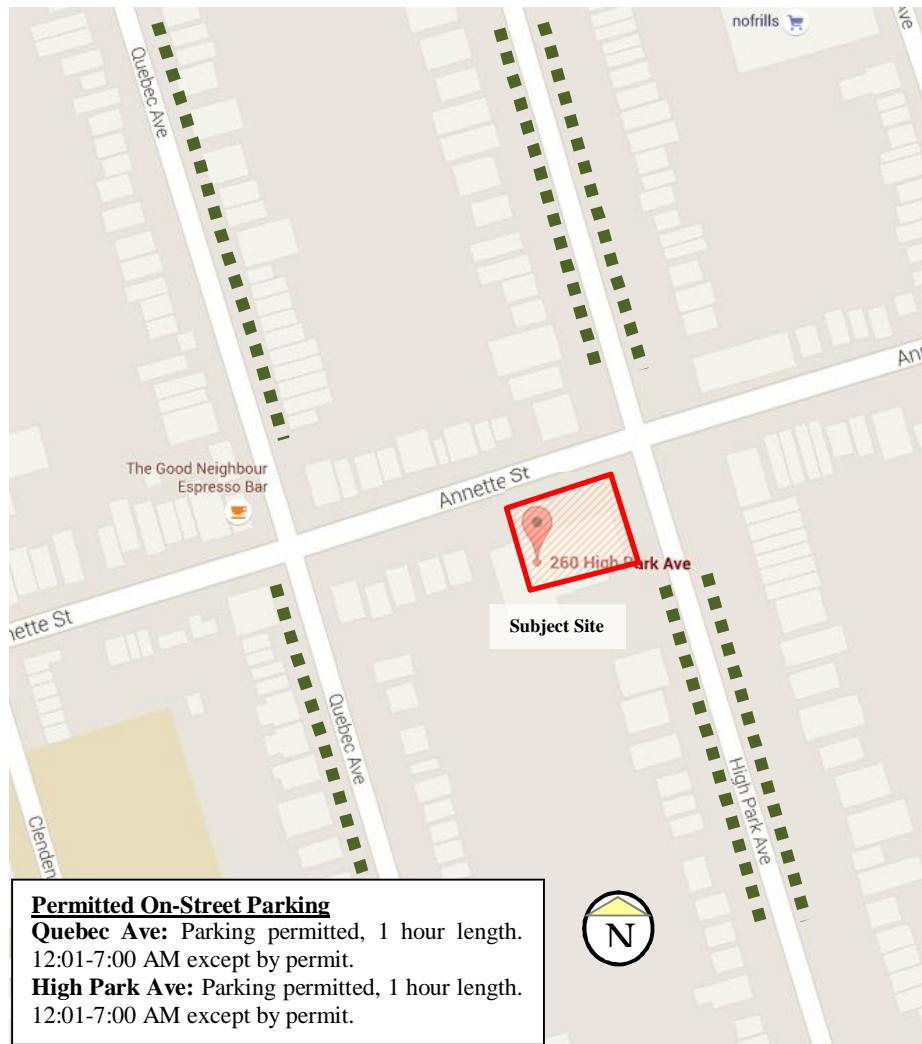 nofrills
Ave
Quebec Ave
Ann
The Good Neighbour
Espresso Bar
Annette St
260 High Park Ave
nette St
Subject Site
Quebec Ave
High Park Ave
Clenden
Permitted On-Street Parking
Quebec Ave: Parking permitted, 1 hour length.
12:01-7:00 AM except by permit.
High Park Ave: Parking permitted, 1 hour length.
12:01-7:00 AM except by permit.
N